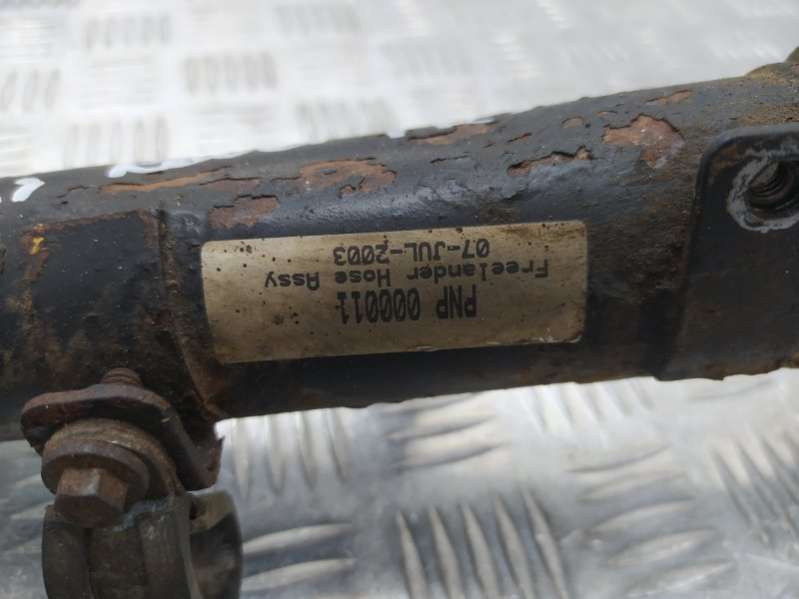 PNP 000011
Freelander Hose Assy
07-JUL-2003